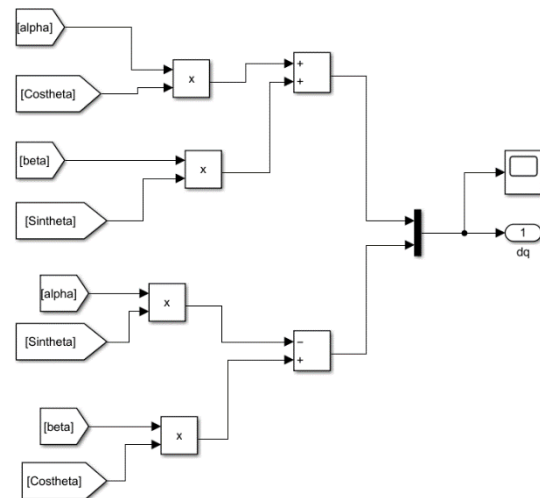 [alpha]
x
[Costheta]
+
+
[beta]
x
[Sintheta]
1
dq
[alpha]
x
[Sintheta]
−
+
[beta]
x
[Costheta]